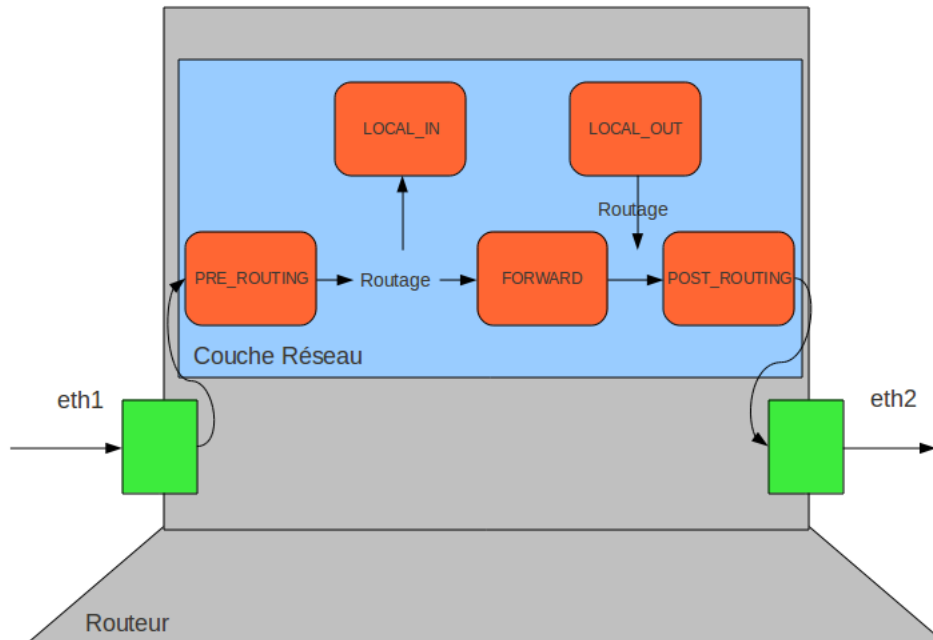 LOCAL_IN
LOCAL_OUT
Routage
PRE_ROUTING
Routage
FORWARD
POST_ROUTING
Couche Réseau
eth1
eth2
Routeur